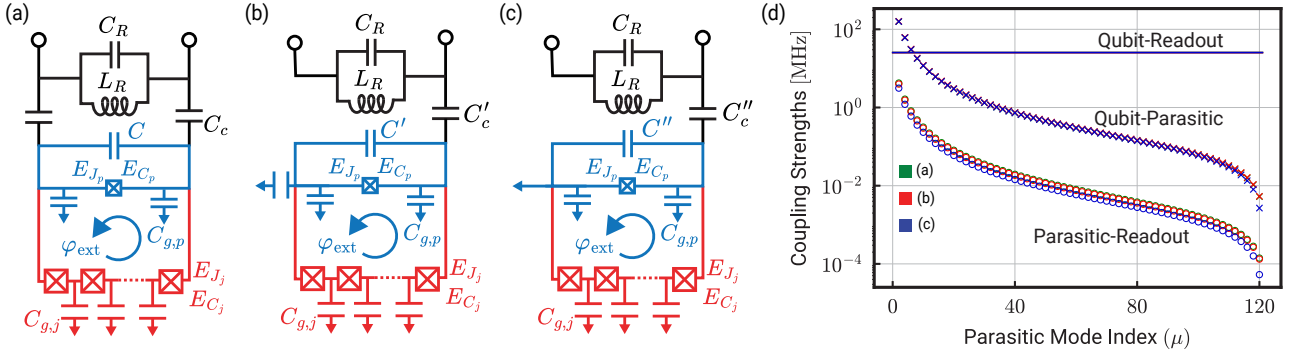 (a)
C_R
L_R
C_c
C
E_{J_p} E_{C_p}
C_{g,p}
φ_ext
E_{J_j}
E_{C_j}
C_{g,j}
(b)
C_R
L_R
C'_c
C'
E_{J_p} E_{C_p}
C_{g,p}
φ_ext
E_{J_j}
E_{C_j}
C_{g,j}
(c)
C_R
L_R
C''_c
C''
E_{J_p} E_{C_p}
C_{g,p}
φ_ext
E_{J_j}
E_{C_j}
C_{g,j}
(d)
Coupling Strengths [MHz]
10^2
10^0
10^{−2}
10^{−4}
Qubit-Readout
Qubit-Parasitic
Parasitic-Readout
(a)
(b)
(c)
0 40 80 120
Parasitic Mode Index (μ)